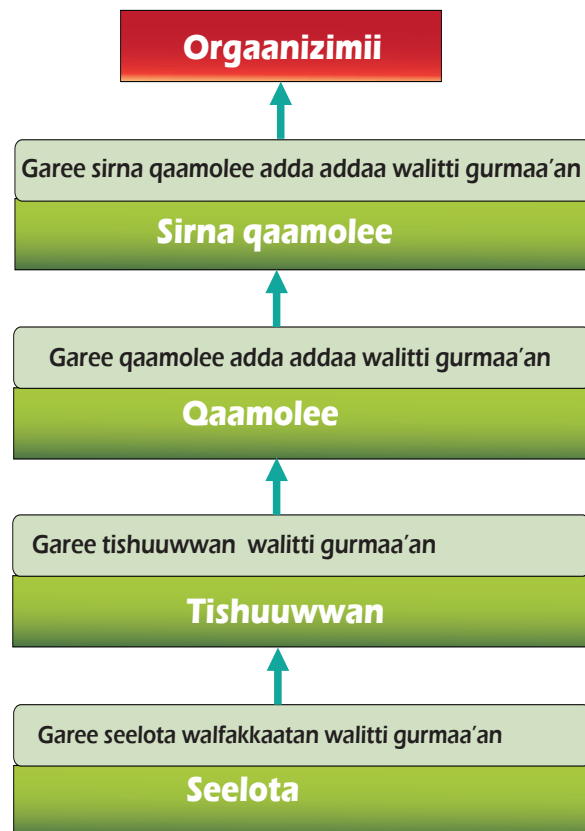 Orgaanizimii
Garee sirna qaamolee adda addaa walitti gurmaa'an
Sirna qaamolee
Garee qaamolee adda addaa walitti gurmaa'an
Qaamolee
Garee tishuuwwan walitti gurmaa'an
Tishuuwwan
Garee seelota walfakkaatan walitti gurmaa'an
Seelota